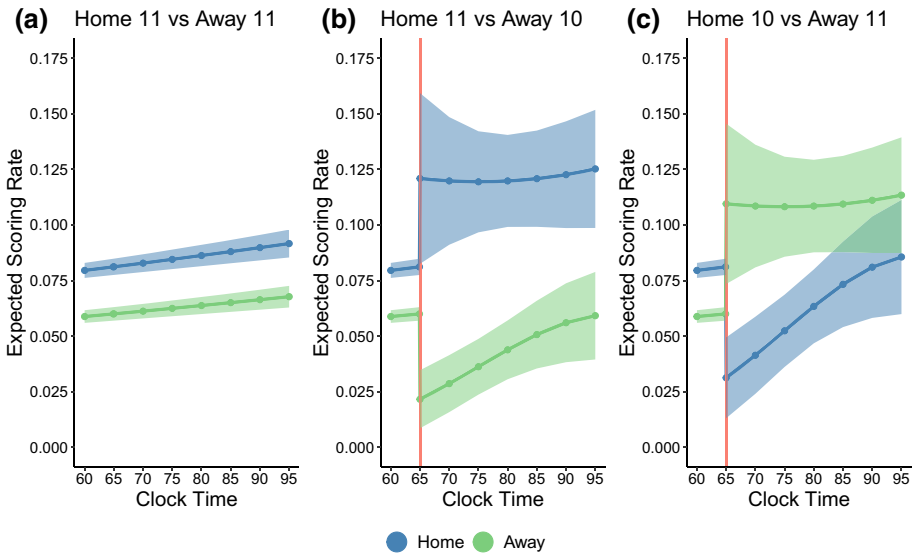 (a) Home 11 vs Away 11
(b) Home 11 vs Away 10
(c) Home 10 vs Away 11
Expected Scoring Rate
0.175
0.150
0.125
0.100
0.075
0.050
0.025
0.000
60 65 70 75 80 85 90 95
Clock Time
Expected Scoring Rate
0.175
0.150
0.125
0.100
0.075
0.050
0.025
0.000
60 65 70 75 80 85 90 95
Clock Time
Expected Scoring Rate
0.175
0.150
0.125
0.100
0.075
0.050
0.025
0.000
60 65 70 75 80 85 90 95
Clock Time
Home Away